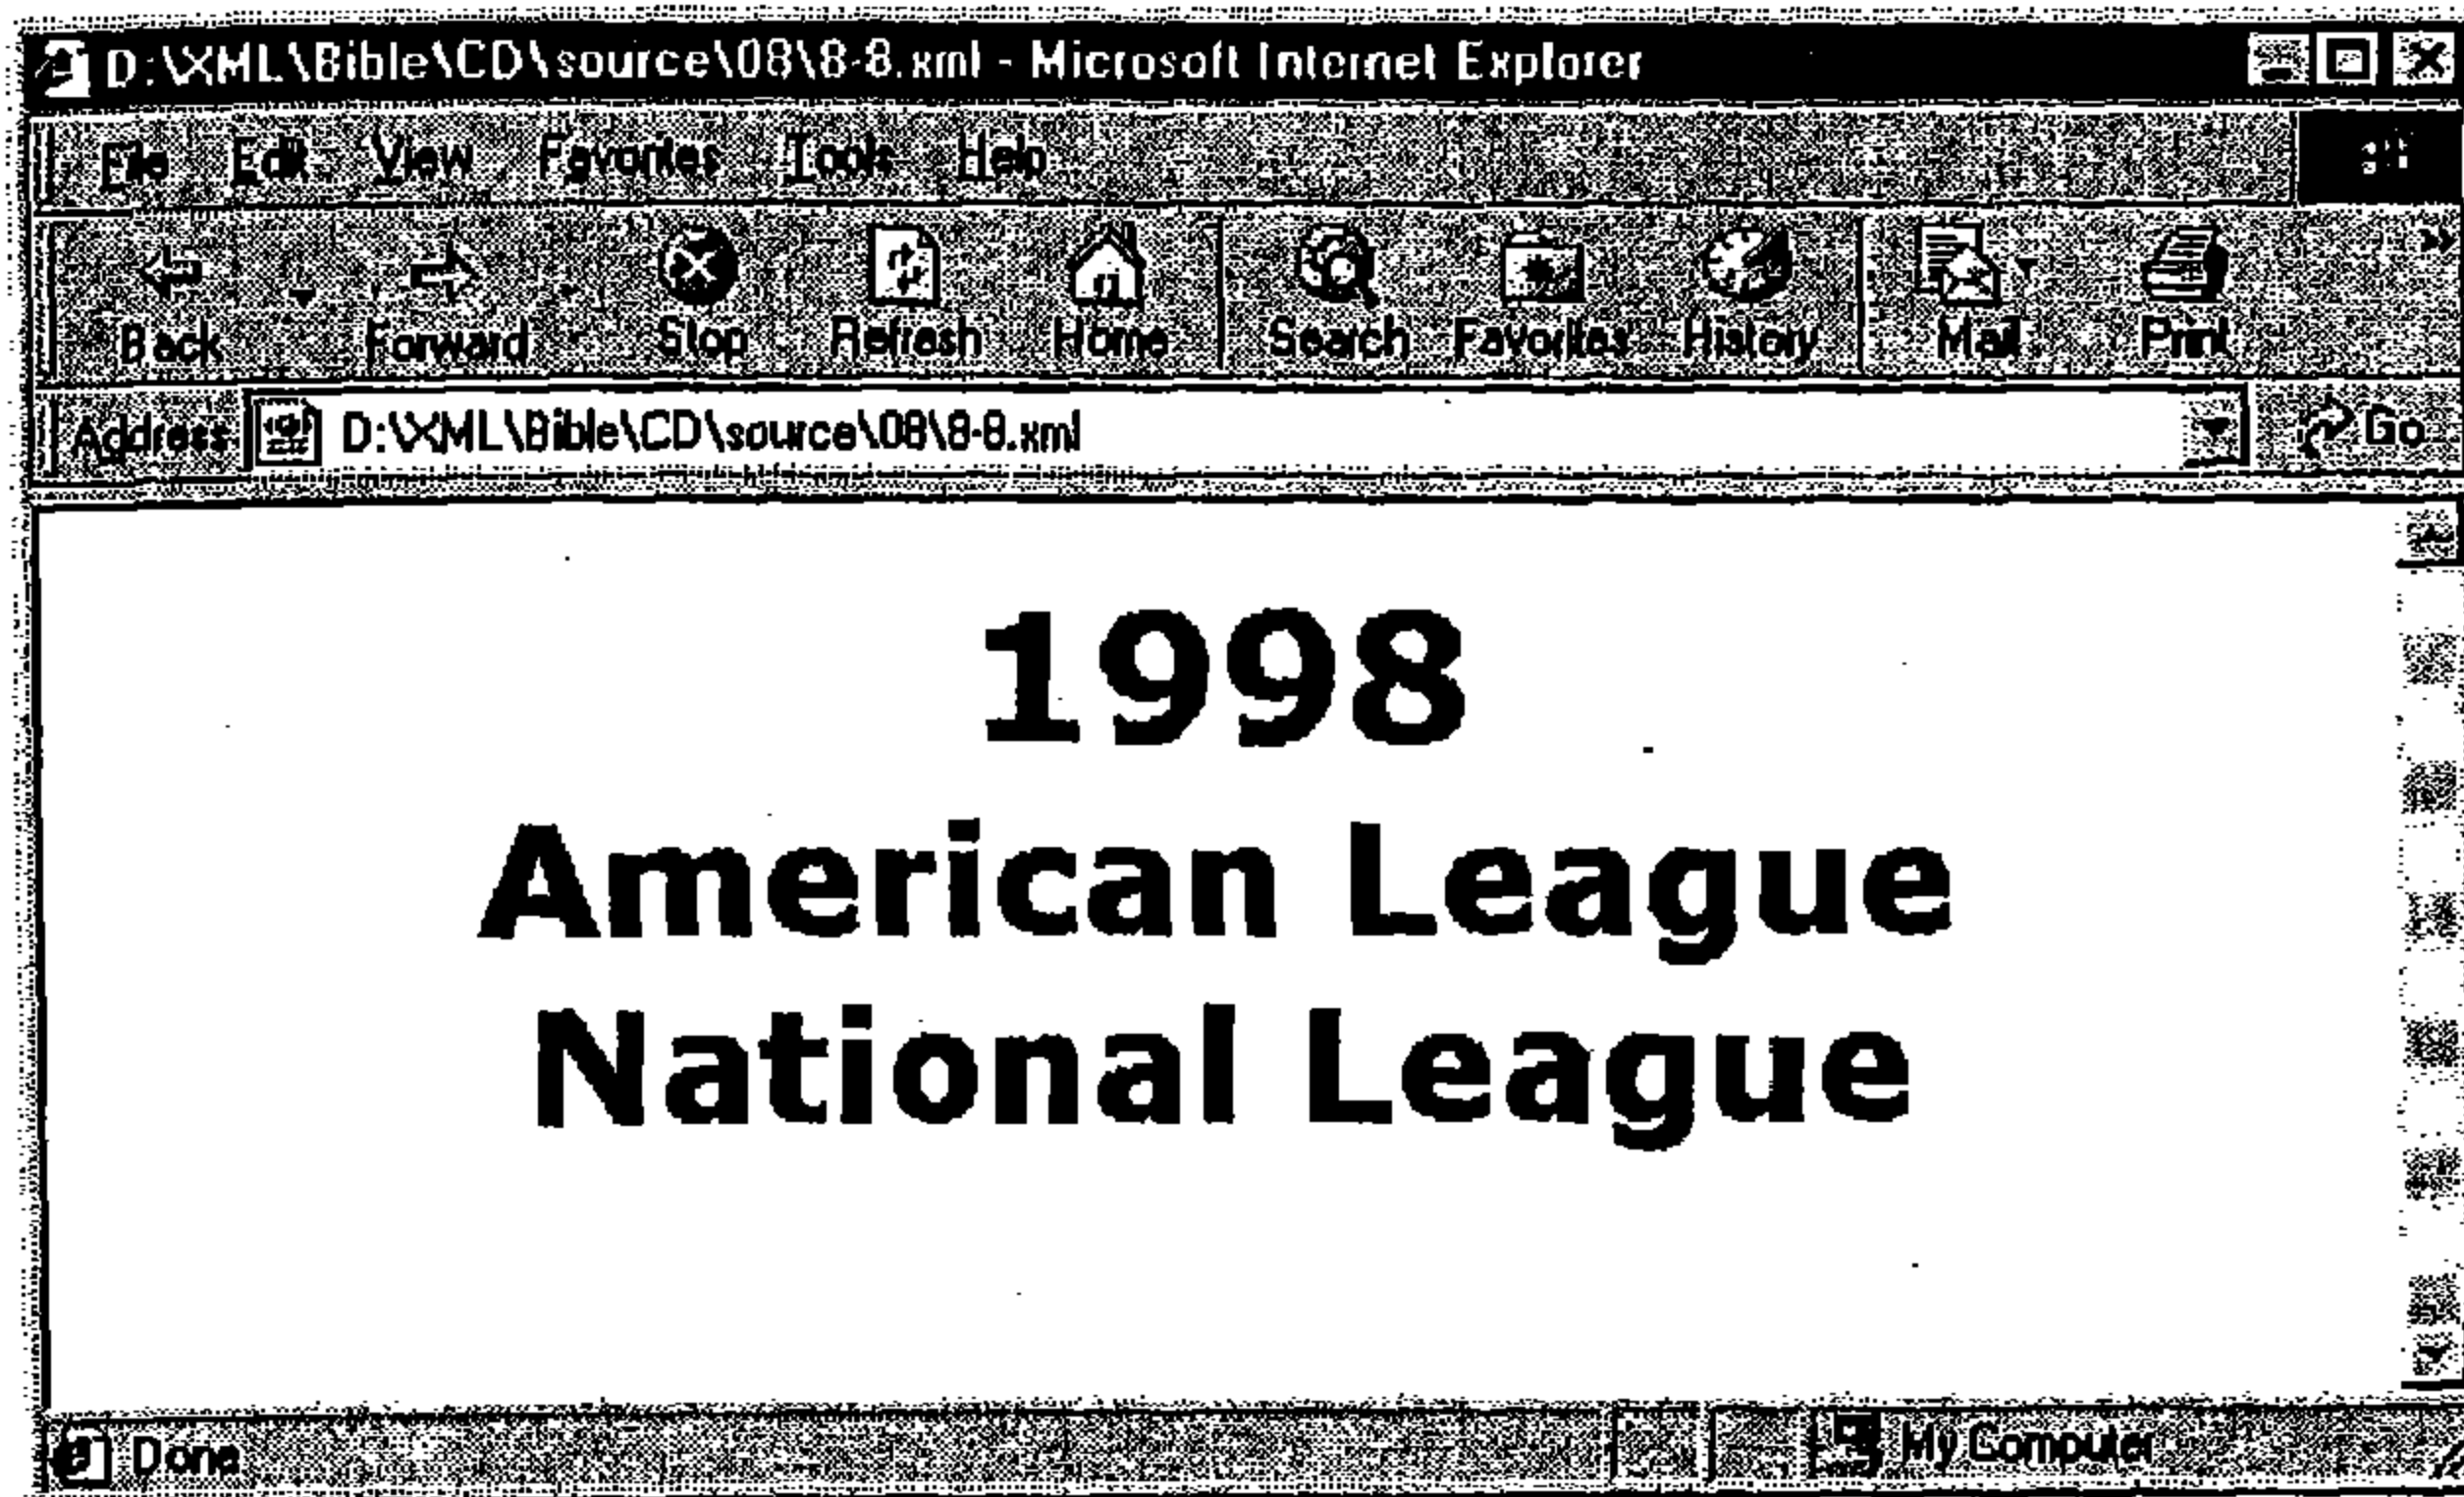 D:\XML\Bible\CD\source\08\8-8.xml - Microsoft Internet Explorer
File Edit View Favorites Tools Help
Back Forward Stop Refresh Home Search Favorites History Mail Print »
Address D:\XML\Bible\CD\source\08\8-8.xml Go
1998
American League
National League
Done My Computer